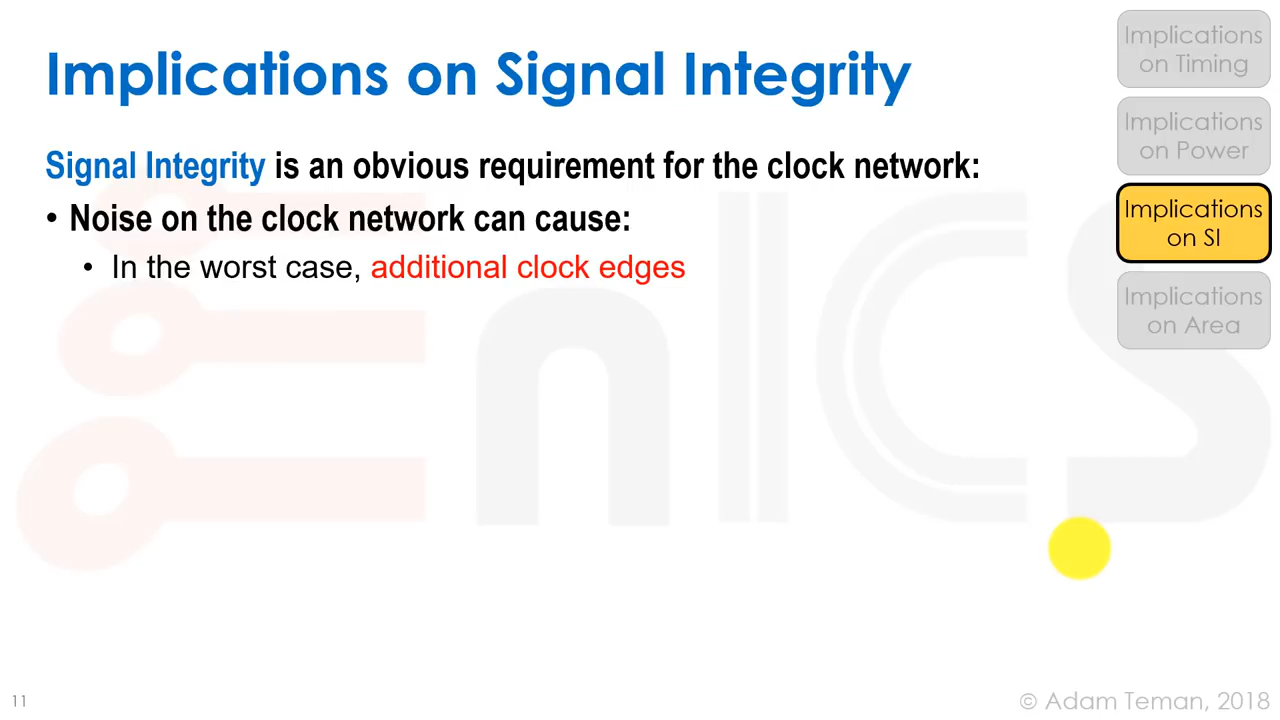 Implications on Signal Integrity
Signal Integrity is an obvious requirement for the clock network:
• Noise on the clock network can cause:
• In the worst case, additional clock edges
Implications
on Timing
Implications
on Power
Implications
on SI
Implications
on Area
EnICS
11
© Adam Teman, 2018